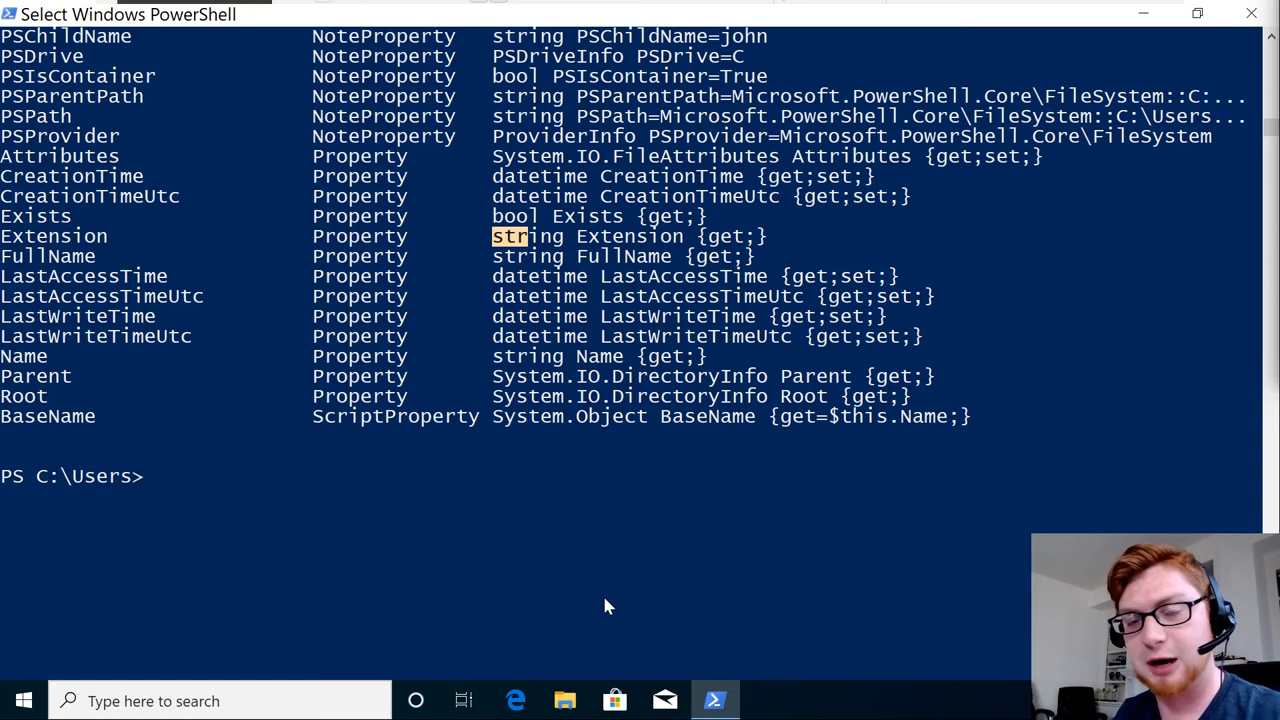 Select Windows PowerShell
PSChildName NoteProperty string PSChildName=john
PSDrive NoteProperty PSDriveInfo PSDrive=C
PSIsContainer NoteProperty bool PSIsContainer=True
PSParentPath NoteProperty string PSParentPath=Microsoft.PowerShell.Core\FileSystem::C:...
PSPath NoteProperty string PSPath=Microsoft.PowerShell.Core\FileSystem::C:\Users...
PSProvider NoteProperty ProviderInfo PSProvider=Microsoft.PowerShell.Core\FileSystem
Attributes Property System.IO.FileAttributes Attributes {get;set;}
CreationTime Property datetime CreationTime {get;set;}
CreationTimeUtc Property datetime CreationTimeUtc {get;set;}
Exists Property bool Exists {get;}
Extension Property string Extension {get;}
FullName Property string FullName {get;}
LastAccessTime Property datetime LastAccessTime {get;set;}
LastAccessTimeUtc Property datetime LastAccessTimeUtc {get;set;}
LastWriteTime Property datetime LastWriteTime {get;set;}
LastWriteTimeUtc Property datetime LastWriteTimeUtc {get;set;}
Name Property string Name {get;}
Parent Property System.IO.DirectoryInfo Parent {get;}
Root Property System.IO.DirectoryInfo Root {get;}
BaseName ScriptProperty System.Object BaseName {get=$this.Name;}
PS C:\Users>
Type here to search